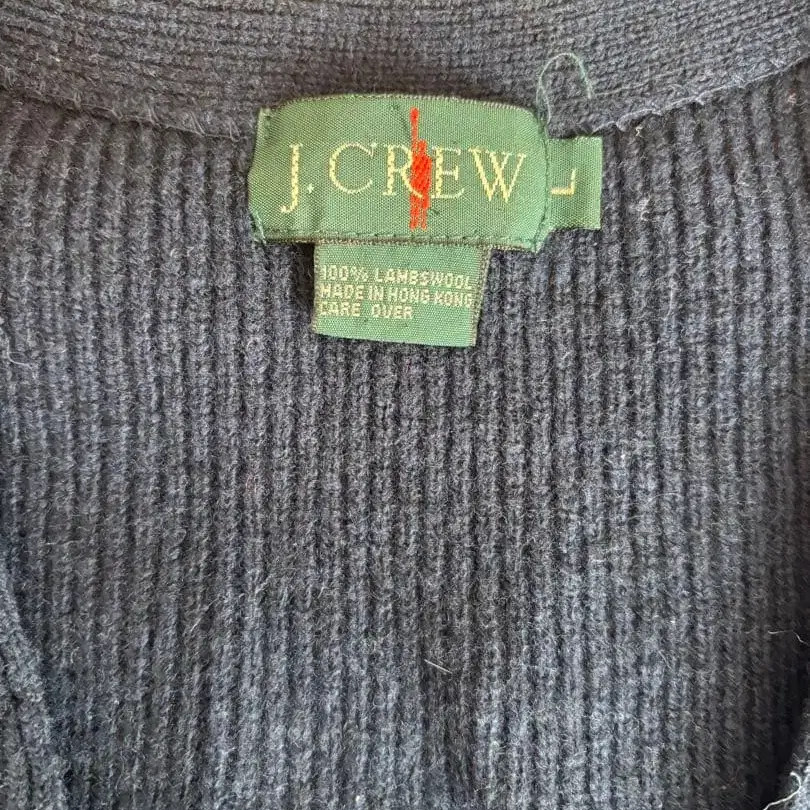 J. CREW
L
100% LAMBSWOOL
MADE IN HONG KONG
CARE OVER